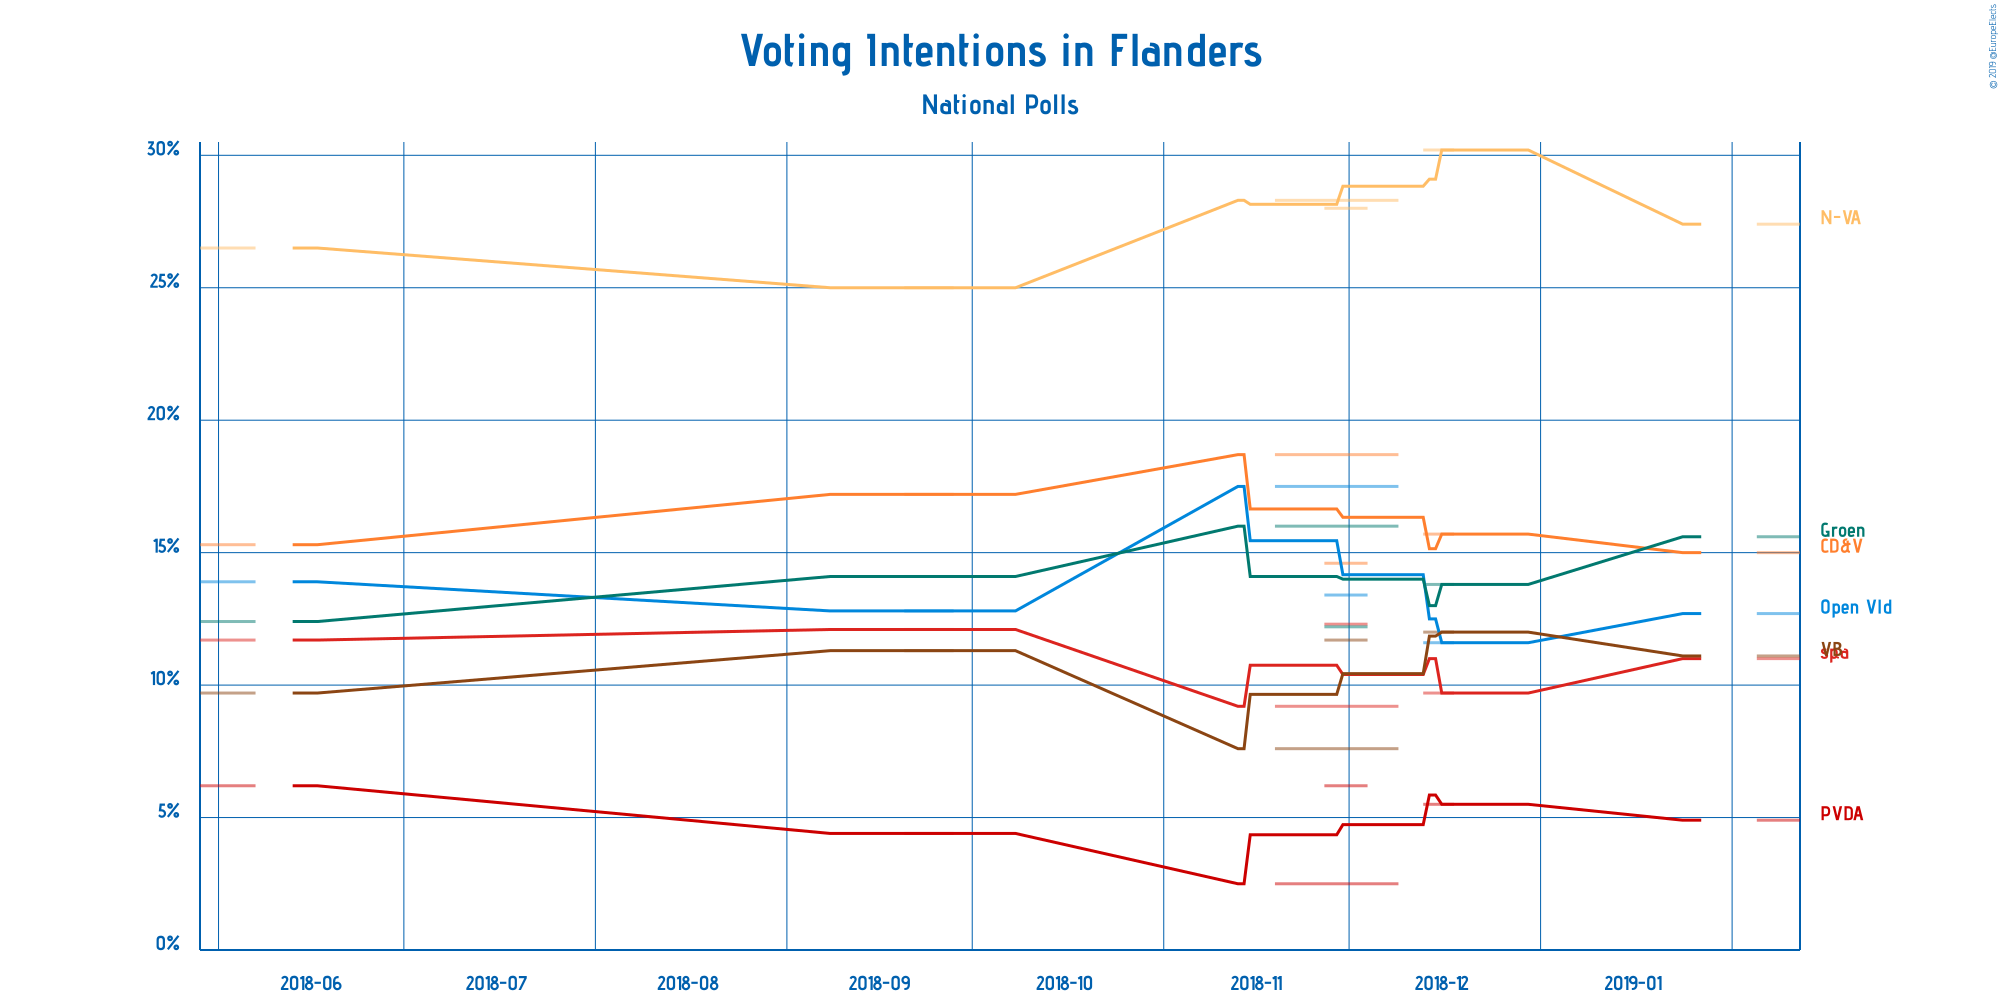 Voting Intentions in Flanders
National Polls
© 2019 @EuropeElects
30%
25%
20%
15%
10%
5%
0%
N-VA
Groen
CD&V
Open Vld
VB
spa
PVDA
2018-06 2018-07 2018-08 2018-09 2018-10 2018-11 2018-12 2019-01